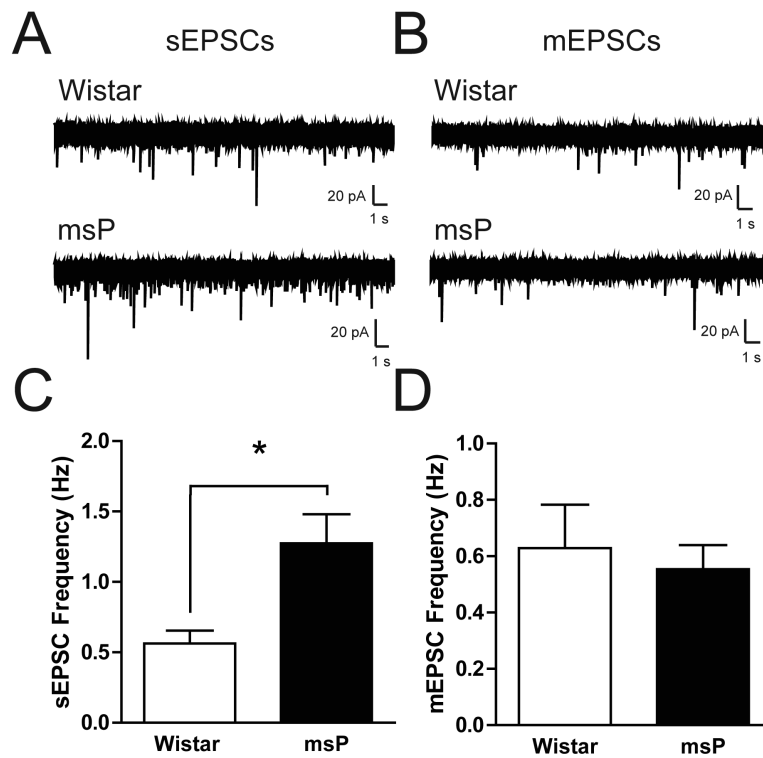 A
sEPSCs
Wistar
20 pA
1 s
msP
20 pA
1 s
B
mEPSCs
Wistar
20 pA
1 s
msP
20 pA
1 s
C
sEPSC Frequency (Hz)
2.0
1.5
1.0
0.5
0.0
*
Wistar
msP
D
mEPSC Frequency (Hz)
1.0
0.8
0.6
0.4
0.2
0.0
Wistar
msP